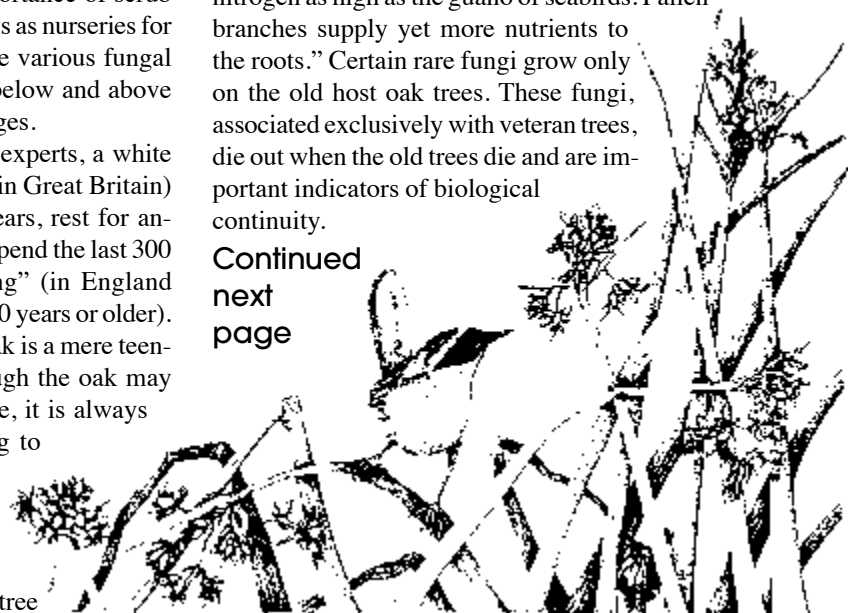 s as nurseries for
e various fungal
below and above
ges.
experts, a white
in Great Britain)
ears, rest for an-
pend the last 300
ng” (in England
0 years or older).
ak is a mere teen-
ugh the oak may
e, it is always
g to
tree
nitrogen as high as the guano of seabirds. Fallen
branches supply yet more nutrients to
the roots.” Certain rare fungi grow only
on the old host oak trees. These fungi,
associated exclusively with veteran trees,
die out when the old trees die and are im-
portant indicators of biological
continuity.
Continued
next
page